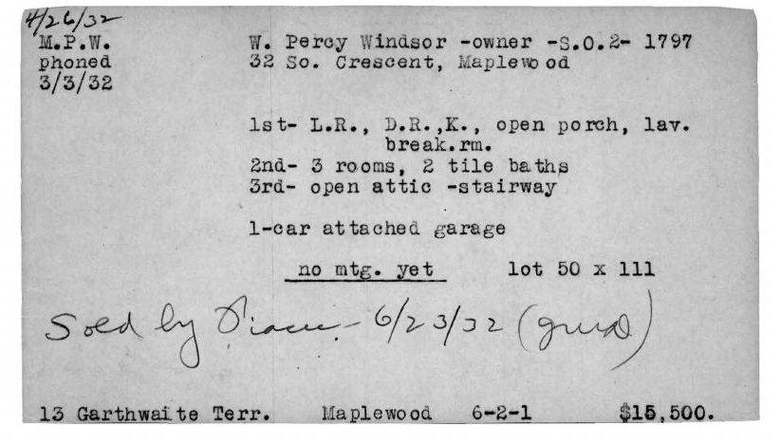 4/26/32
M.P.W. W. Percy Windsor -owner -S.O.2- 1797
phoned 32 So. Crescent, Maplewood
3/3/32
1st- L.R., D.R.,K., open porch, lav.
break.rm.
2nd- 3 rooms, 2 tile baths
3rd- open attic -stairway
1-car attached garage
no mtg. yet lot 50 x 111
Sold by 6/23/32
13 Garthwaite Terr. Maplewood 6-2-1 $15,500.